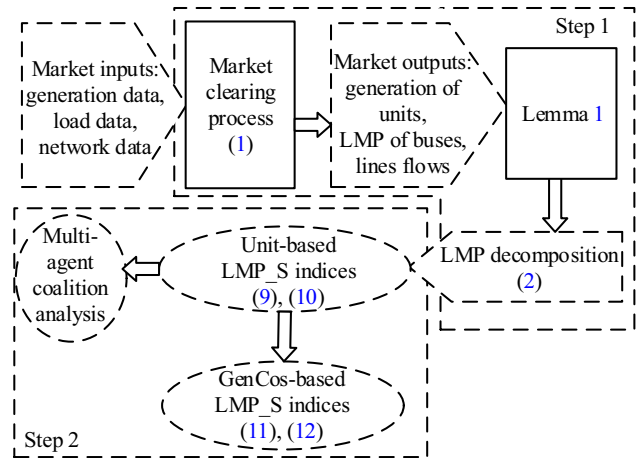 Step 1
Market inputs:
generation data,
load data,
network data
Market
clearing
process
(1)
Market outputs:
generation of
units,
LMP of buses,
lines flows
Lemma 1
LMP decomposition
(2)
Unit-based
LMP_S indices
(9), (10)
Multi-
agent
coalition
analysis
GenCos-based
LMP_S indices
(11), (12)
Step 2